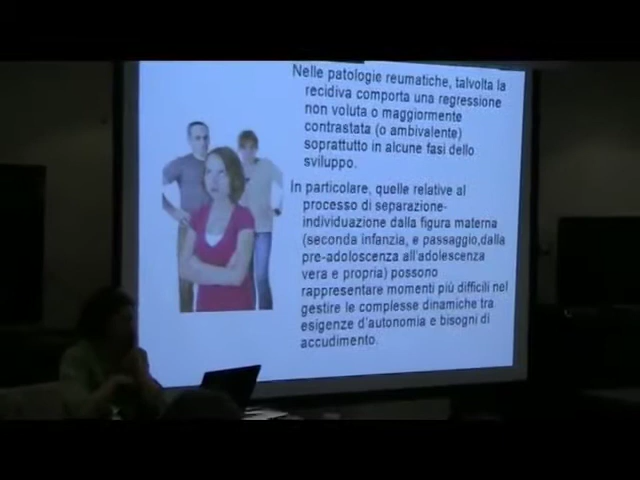 Nelle patologie reumatiche, talvolta la
recidiva comporta una regressione
non voluta o maggiormente
contrastata (o ambivalente)
soprattutto in alcune fasi dello
sviluppo.
In particolare, quelle relative al
processo di separazione-
individuazione dalla figura materna
(seconda infanzia, e passaggio,dalla
pre-adoloscenza all'adolescenza
vera e propria) possono
rappresentare momenti più difficili nel
gestire le complesse dinamiche tra
esigenze d'autonomia e bisogni di
accudimento.